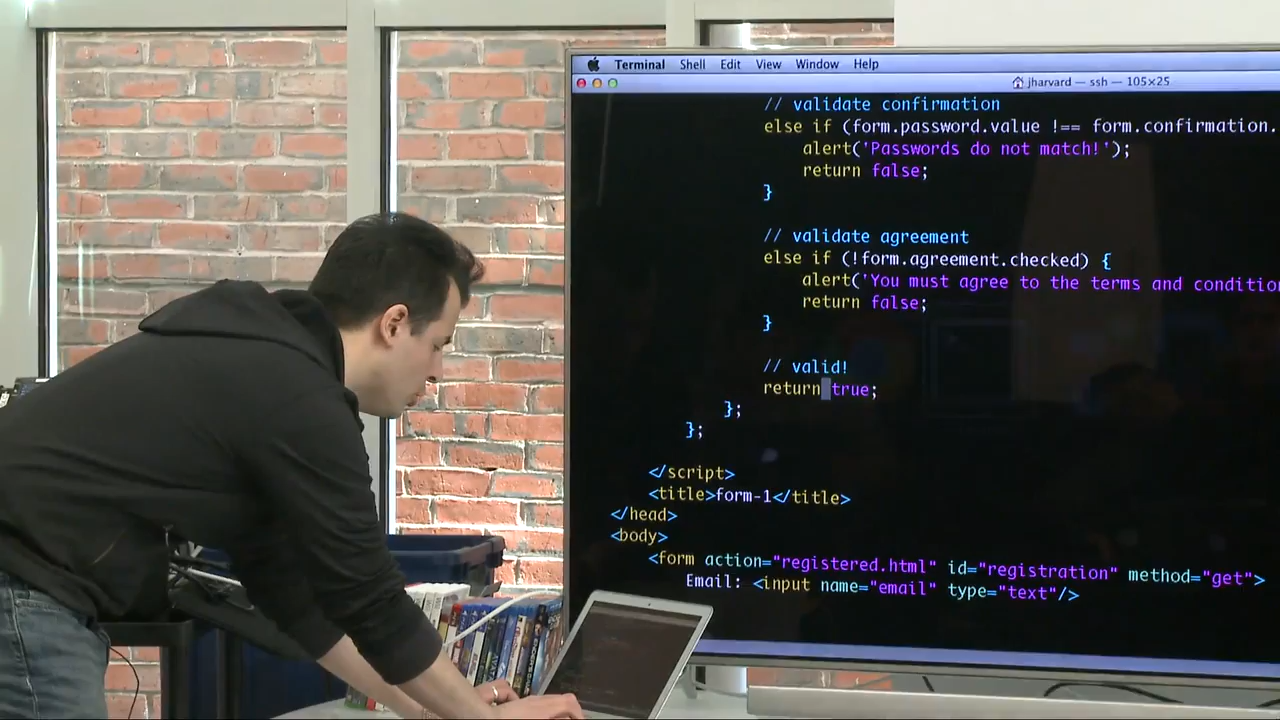 Terminal Shell Edit View Window Help
jharvard — ssh — 105×25
// validate confirmation
else if (form.password.value !== form.confirmation.
alert('Passwords do not match!');
return false;
}
// validate agreement
else if (!form.agreement.checked) {
alert('You must agree to the terms and conditio
return false;
}
// valid!
return true;
};
};
</script>
<title>form-1</title>
</head>
<body>
<form action="registered.html" id="registration" method="get">
Email: <input name="email" type="text"/>